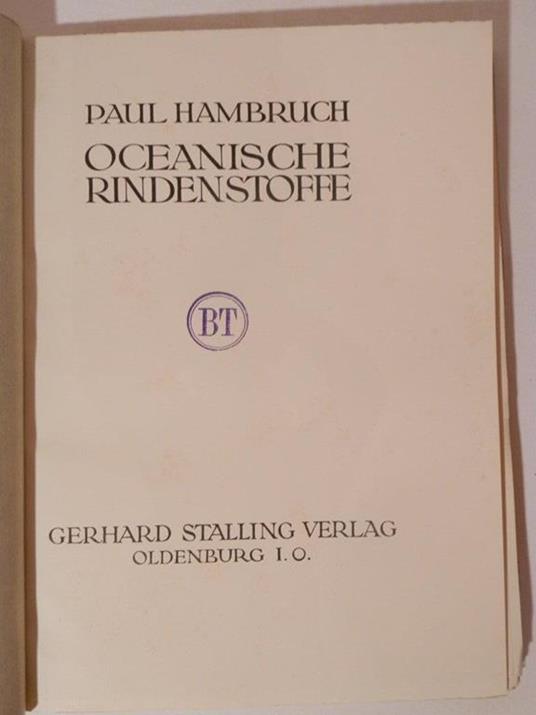 PAUL HAMBRUCH
OCEANISCHE
RINDENSTOFFE
BT
GERHARD STALLING VERLAG
OLDENBURG I. O.